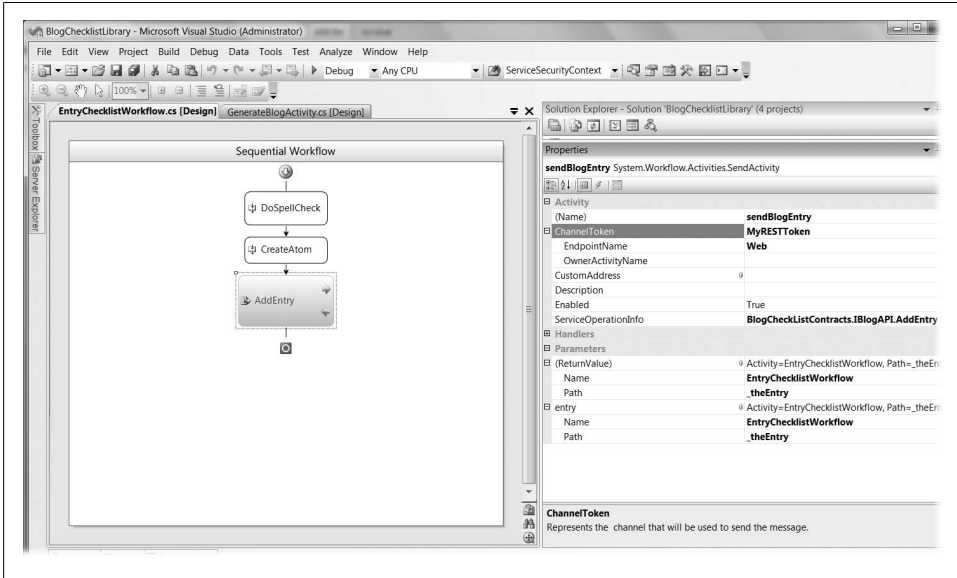 BlogChecklistLibrary - Microsoft Visual Studio (Administrator)
File Edit View Project Build Debug Data Tools Test Analyze Window Help
Debug Any CPU ServiceSecurityContext
100%
Toolbox
Server Explorer
EntryChecklistWorkflow.cs [Design] GenerateBlogActivity.cs [Design]
Sequential Workflow
DoSpellCheck
CreateAtom
AddEntry
Solution Explorer - Solution 'BlogChecklistLibrary' (4 projects)
Properties
sendBlogEntry System.Workflow.Activities.SendActivity
Activity
(Name) sendBlogEntry
ChannelToken MyRESTToken
EndpointName Web
OwnerActivityName
CustomAddress
Description
Enabled True
ServiceOperationInfo BlogCheckListContracts.IBlogAPI.AddEntry
Handlers
Parameters
(ReturnValue) Activity=EntryChecklistWorkflow, Path=_theEn
Name EntryChecklistWorkflow
Path _theEntry
entry Activity=EntryChecklistWorkflow, Path=_theEn
Name EntryChecklistWorkflow
Path _theEntry
ChannelToken
Represents the channel that will be used to send the message.